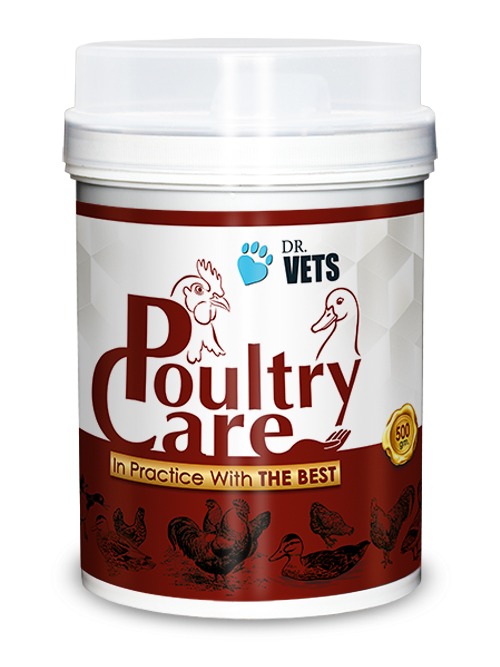 DR.
VETS
Poultry
Care
500
gm.
In Practice With THE BEST